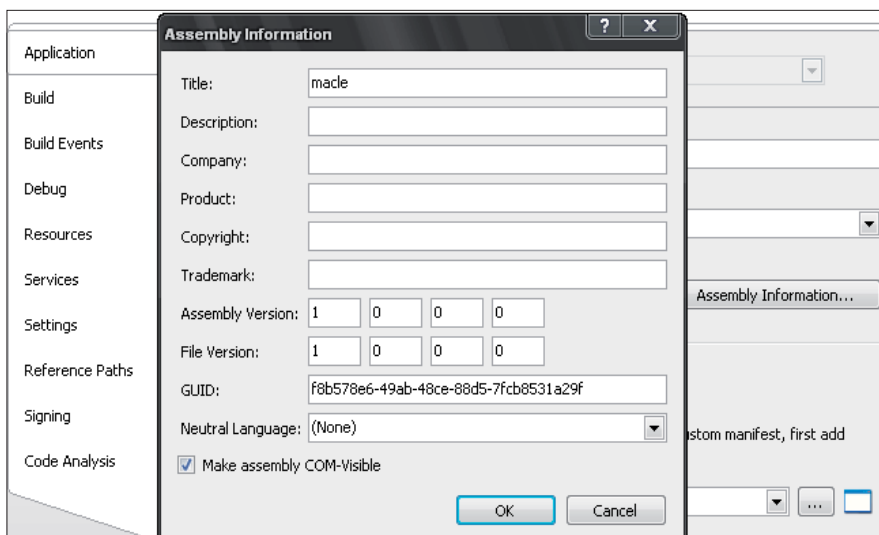 Application
Build
Build Events
Debug
Resources
Services
Settings
Reference Paths
Signing
Code Analysis
Assembly Information
? X
Title: macle
Description:
Company:
Product:
Copyright:
Trademark:
Assembly Version: 1 0 0 0
File Version: 1 0 0 0
GUID: f8b578e6-49ab-48ce-88d5-7fcb8531a29f
Neutral Language: (None)
Make assembly COM-Visible
OK Cancel
Assembly Information...
stom manifest, first add
...